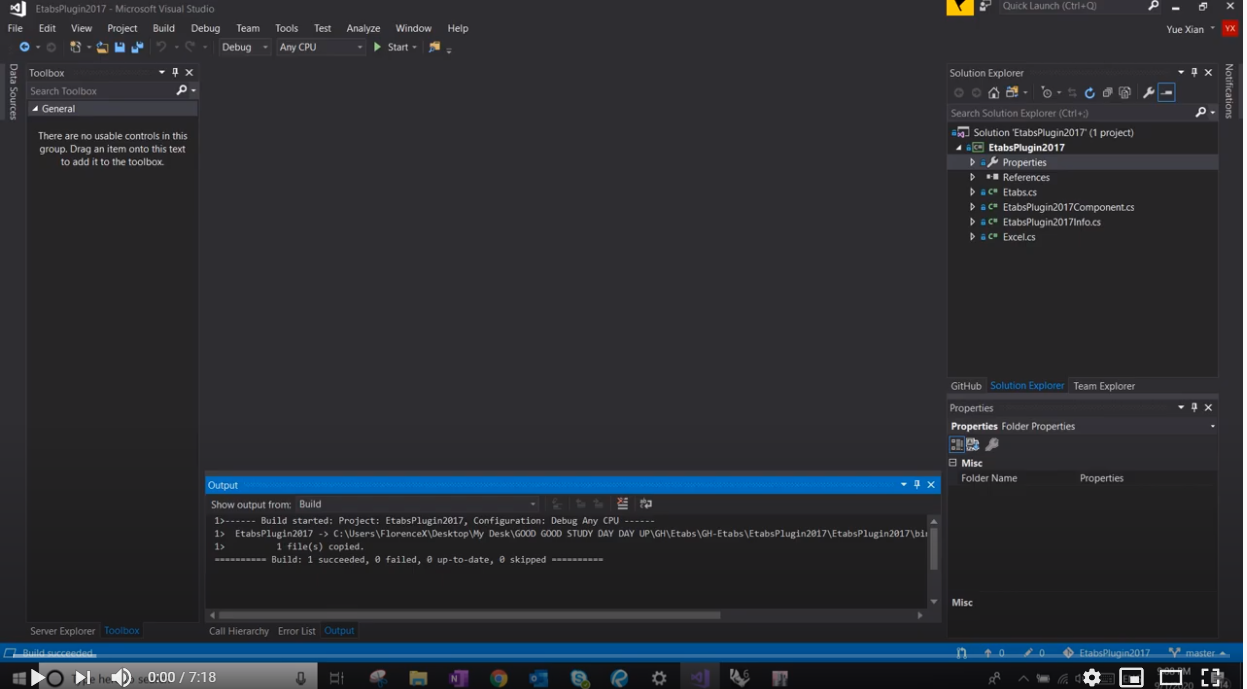 EtabsPlugin2017 - Microsoft Visual Studio
Quick Launch (Ctrl+Q)
File Edit View Project Build Debug Team Tools Test Analyze Window Help
Yue Xian YX
Debug Any CPU Start
Data Sources
Toolbox
Search Toolbox
General
There are no usable controls in this
group. Drag an item onto this text
to add it to the toolbox.
Server Explorer Toolbox
Output
Show output from: Build
1>------ Build started: Project: EtabsPlugin2017, Configuration: Debug Any CPU ------
1> EtabsPlugin2017 -> C:\Users\FlorenceX\Desktop\My Desk\GOOD GOOD STUDY DAY DAY UP\GH\Etabs\GH-Etabs\EtabsPlugin2017\EtabsPlugin2017\bin
1> 1 file(s) copied.
========== Build: 1 succeeded, 0 failed, 0 up-to-date, 0 skipped ==========
Call Hierarchy Error List Output
Solution Explorer
Search Solution Explorer (Ctrl+;)
Solution 'EtabsPlugin2017' (1 project)
EtabsPlugin2017
Properties
References
Etabs.cs
EtabsPlugin2017Component.cs
EtabsPlugin2017Info.cs
Excel.cs
GitHub Solution Explorer Team Explorer
Properties
Properties Folder Properties
Misc
Folder Name Properties
Misc
Notifications
Build succeeded
0 0 EtabsPlugin2017 master
0:00 / 7:18